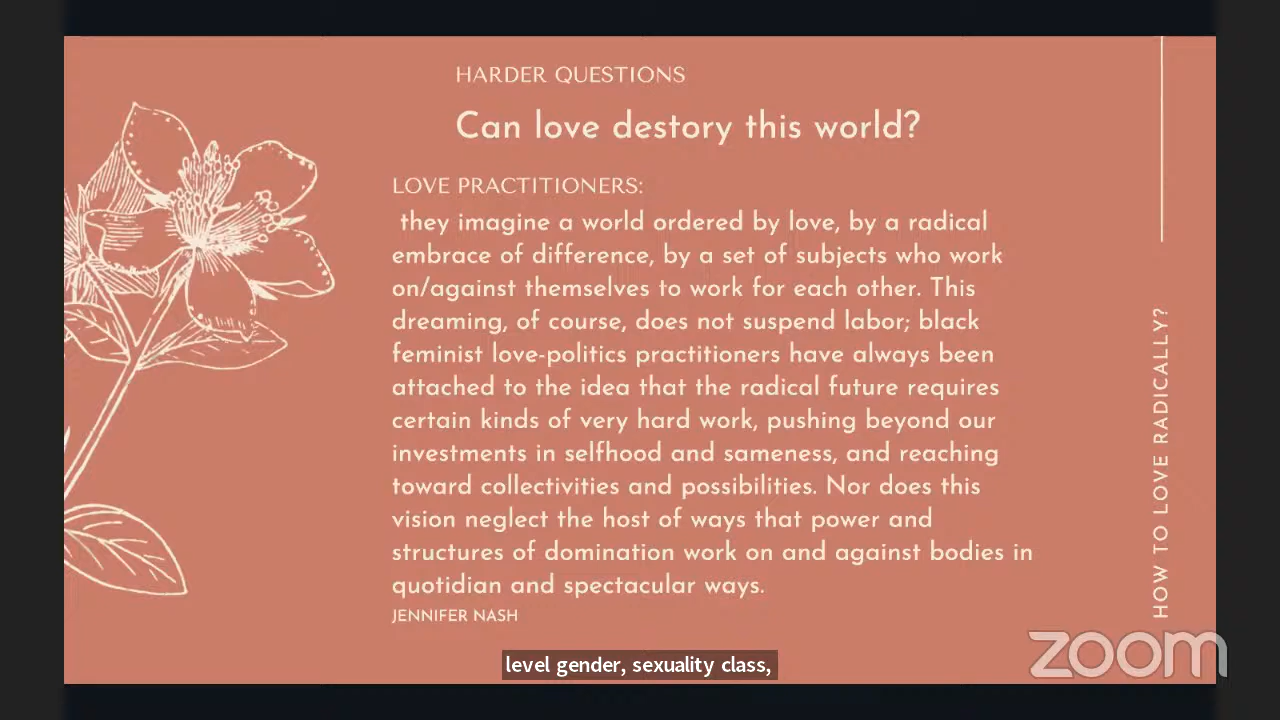 HARDER QUESTIONS
Can love destory this world?
LOVE PRACTITIONERS:
they imagine a world ordered by love, by a radical
embrace of difference, by a set of subjects who work
on/against themselves to work for each other. This
dreaming, of course, does not suspend labor; black
feminist love-politics practitioners have always been
attached to the idea that the radical future requires
certain kinds of very hard work, pushing beyond our
investments in selfhood and sameness, and reaching
toward collectivities and possibilities. Nor does this
vision neglect the host of ways that power and
structures of domination work on and against bodies in
quotidian and spectacular ways.
JENNIFER NASH
HOW TO LOVE RADICALLY?
level gender, sexuality class,
zoom